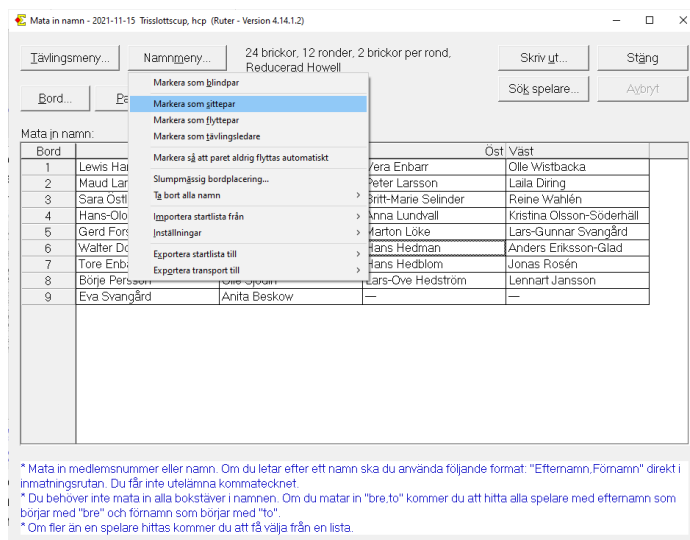 Mata in namn - 2021-11-15 Trisslottscup, hcp (Ruter - Version 4.14.1.2)
Tävlingsmeny... Namnmeny... 24 brickor, 12 ronder, 2 brickor per rond, Skriv ut... Stäng
Reducerad Howell
Bord... Sök spelare... Avbryt
Markera som blindpar
Markera som sittepar
Markera som flyttepar
Markera som tävlingsledare
Markera så att paret aldrig flyttas automatiskt
Slumpmässig bordplacering...
Ta bort alla namn
Importera startlista från
Inställningar
Exportera startlista till
Exportera transport till
Mata in namn:
Bord Öst Väst
1 Lewis Har Vera Enbarr Olle Wistbacka
2 Maud Lar Peter Larsson Laila Diring
3 Sara Östl Britt-Marie Selinder Reine Wahlén
4 Hans-Olo Anna Lundvall Kristina Olsson-Söderhäll
5 Gerd Fors Marton Löke Lars-Gunnar Svangård
6 Walter Do Hans Hedman Anders Eriksson-Glad
7 Tore Enba Hans Hedblom Jonas Rosén
8 Börje Persson Olle Sjödin Lars-Ove Hedström Lennart Jansson
9 Eva Svangård Anita Beskow — —
* Mata in medlemsnummer eller namn. Om du letar efter ett namn ska du använda följande format: "Efternamn,Förnamn" direkt i
inmatningsrutan. Du får inte utelämna kommatecknet.
* Du behöver inte mata in alla bokstäver i namnen. Om du matar in "bre,to" kommer du att hitta alla spelare med efternamn som
börjar med "bre" och förnamn som börjar med "to".
* Om fler än en spelare hittas kommer du att få välja från en lista.